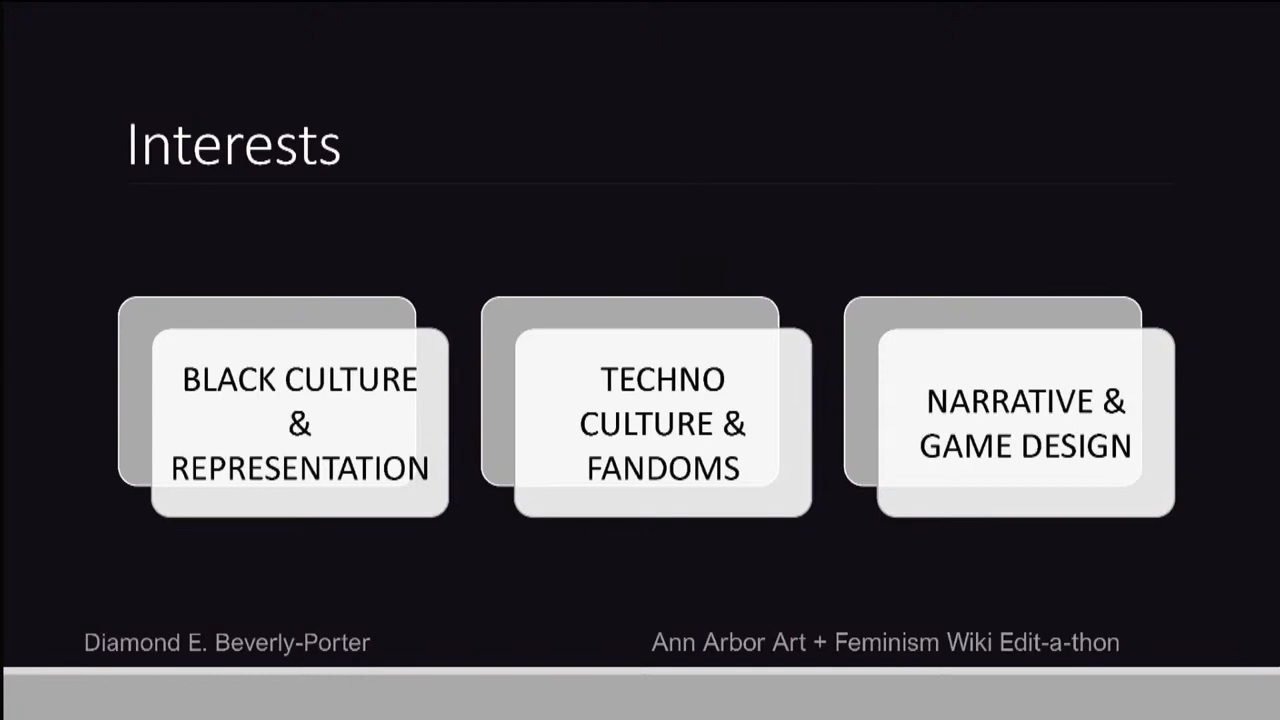 Interests
BLACK CULTURE
&
REPRESENTATION
TECHNO
CULTURE &
FANDOMS
NARRATIVE &
GAME DESIGN
Diamond E. Beverly-Porter
Ann Arbor Art + Feminism Wiki Edit-a-thon